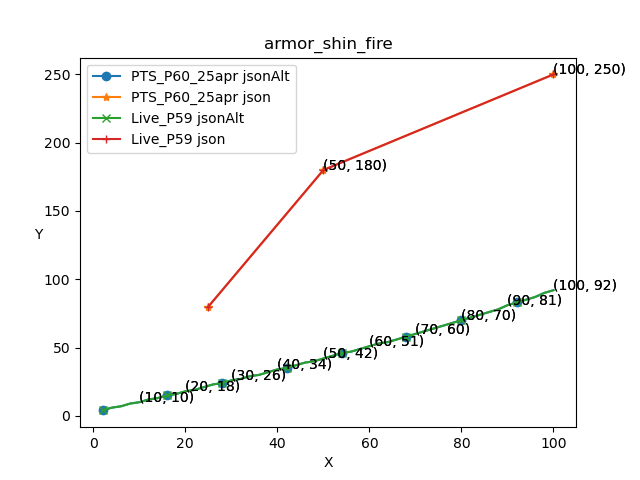 armor_shin_fire
PTS_P60_25apr jsonAlt
PTS_P60_25apr json
Live_P59 jsonAlt
Live_P59 json
(100, 250)
(50, 180)
(100, 92)
(90, 81)
(80, 70)
(70, 60)
(60, 51)
(50, 42)
(40, 34)
(30, 26)
(20, 18)
(10, 10)
250
200
150
100
50
0
Y
0 20 40 60 80 100
X